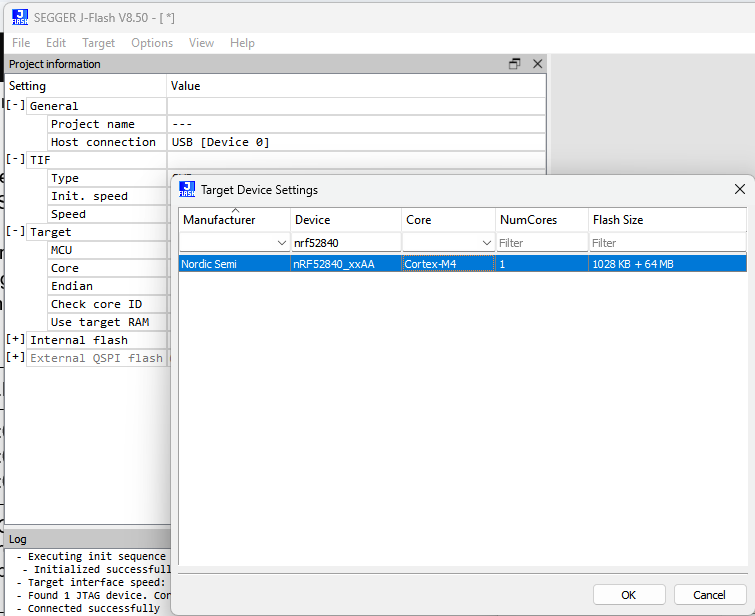 SEGGER J-Flash V8.50 - [ *]
File Edit Target Options View Help
Project information
Setting Value
[-] General
Project name ---
Host connection USB [Device 0]
[-] TIF
Type
Init. speed
Speed
[-] Target
MCU
Core
Endian
Check core ID
Use target RAM
[+] Internal flash
[+] External QSPI flash
Target Device Settings
Manufacturer Device Core NumCores Flash Size
nrf52840 Filter Filter
Nordic Semi nRF52840_xxAA Cortex-M4 1 1028 KB + 64 MB
OK Cancel
Log
- Executing init sequence
- Initialized successfull
- Target interface speed:
- Found 1 JTAG device. Cor
- Connected successfully